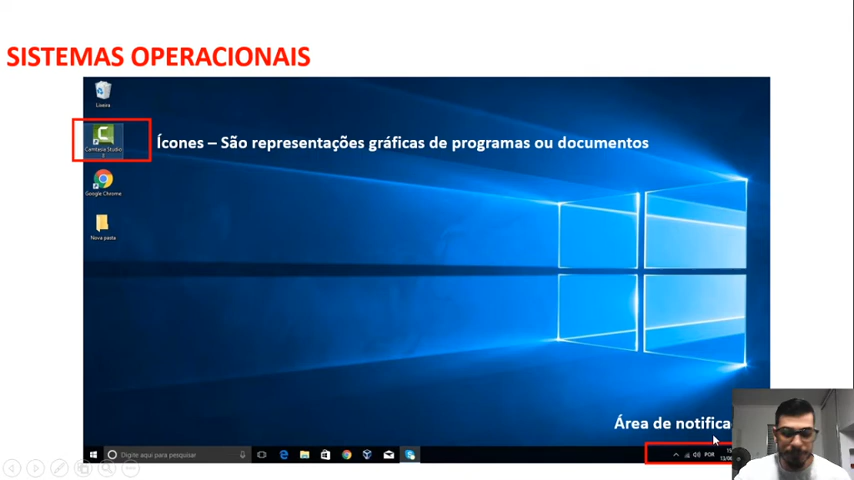 SISTEMAS OPERACIONAIS
Lixeira
Camtasia Studio
Ícones – São representações gráficas de programas ou documentos
Google Chrome
Nova pasta
Área de
Digite aqui para pesquisar
POR